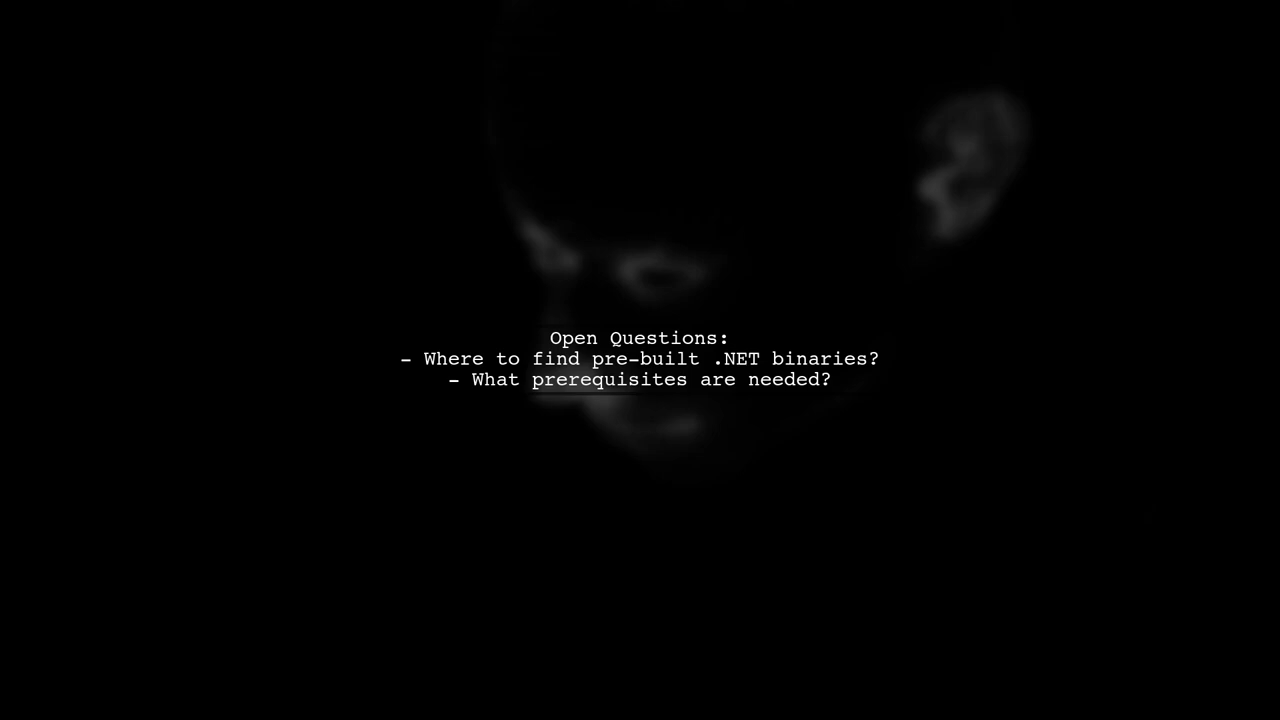 Open Questions:
- Where to find pre-built .NET binaries?
- What prerequisites are needed?